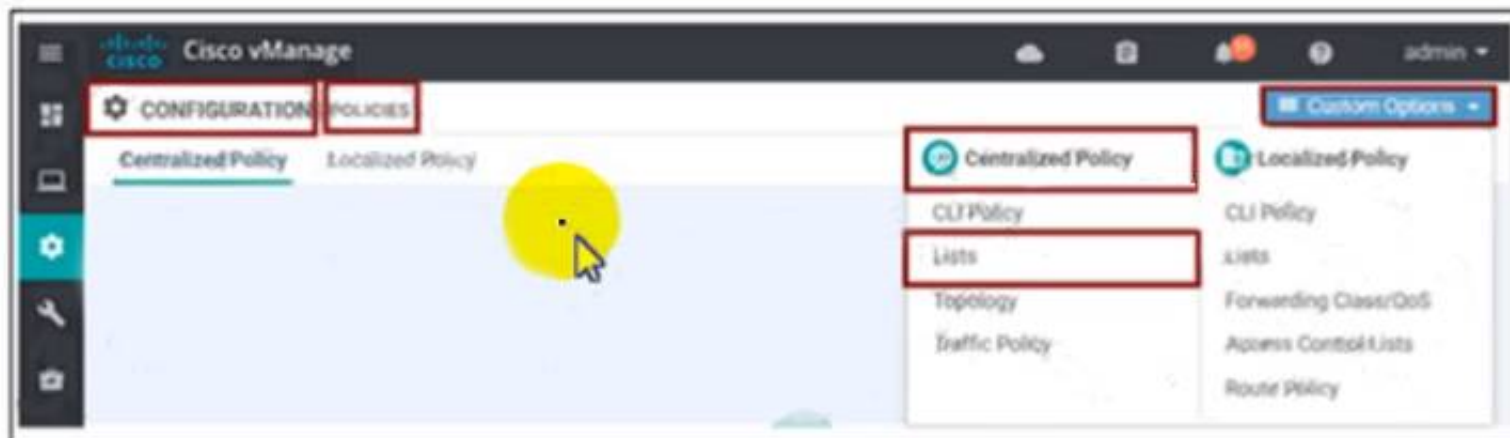 CISCO Cisco vManage admin
CONFIGURATION POLICIES Custom Options
Centralized Policy Localized Policy
Centralized Policy
CLI Policy
Lists
Topology
Traffic Policy
Localized Policy
CLI Policy
Lists
Forwarding Class/QoS
Access Control Lists
Route Policy